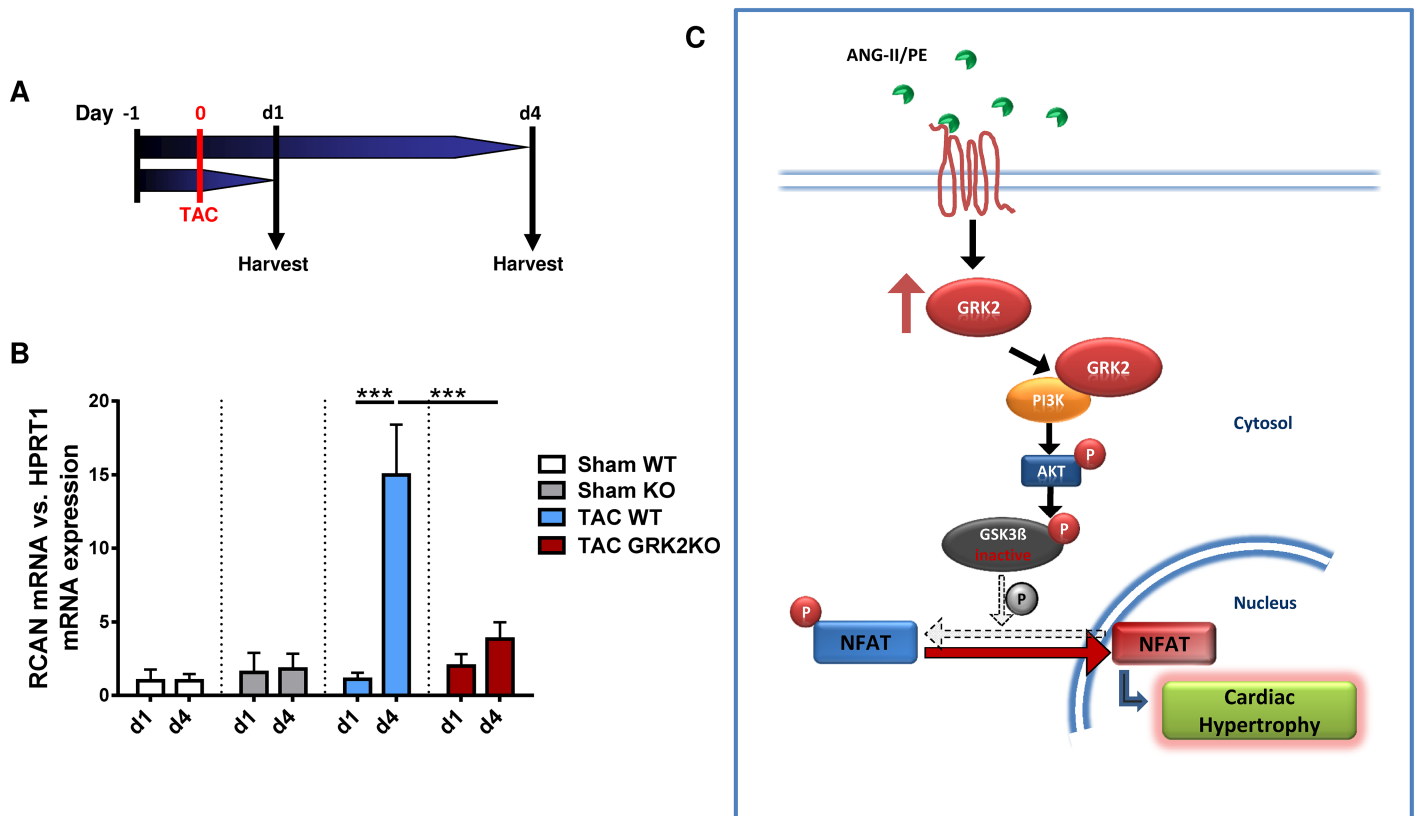 A
Day -1 0 d1 d4
TAC
Harvest Harvest
B
RCAN mRNA vs. HPRT1
mRNA expression
20
15
10
5
0
*** ***
d1 d4 d1 d4 d1 d4 d1 d4
Sham WT
Sham KO
TAC WT
TAC GRK2KO
C
ANG-II/PE
GRK2
GRK2
PI3K
Cytosol
P
AKT
P
GSK3ß
inactive
P
Nucleus
P
NFAT
NFAT
Cardiac
Hypertrophy